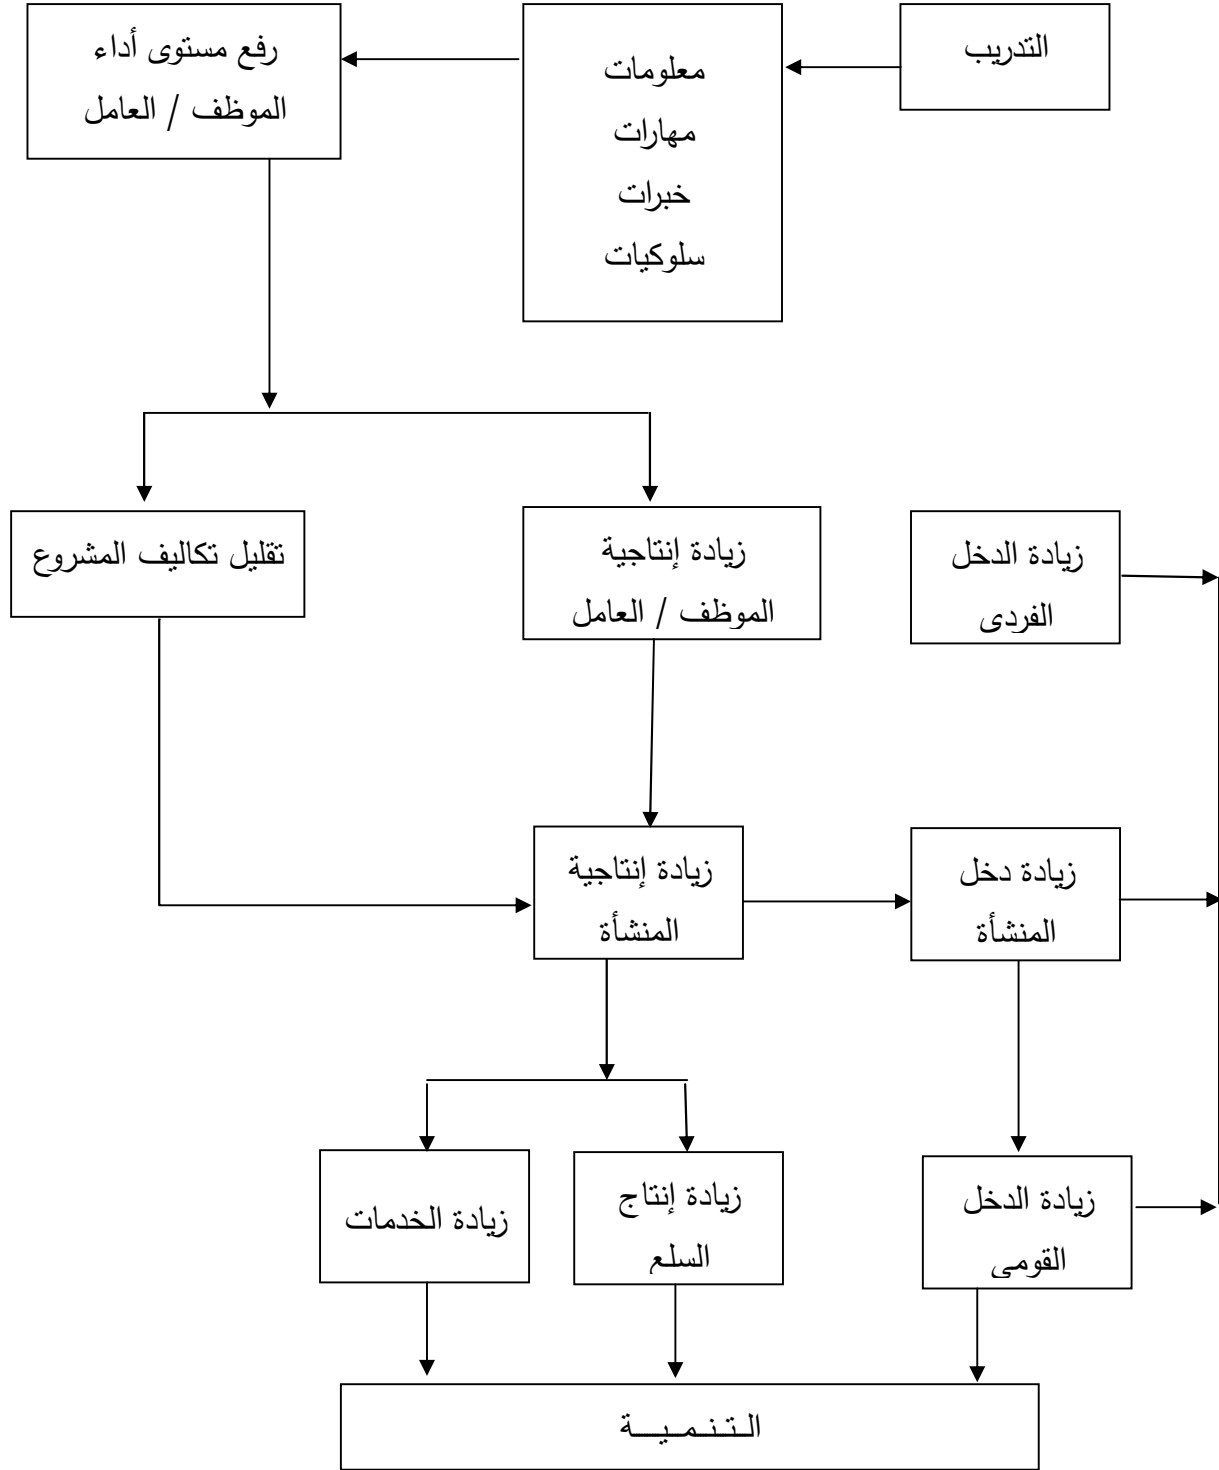 التدريب
معلومات
مهارات
خبرات
سلوكيات
رفع مستوى أداء
الموظف / العامل
زيادة الدخل
الفردى
زيادة إنتاجية
الموظف / العامل
تقليل تكاليف المشروع
زيادة دخل
المنشأة
زيادة إنتاجية
المنشأة
زيادة الدخل
القومى
زيادة إنتاج
السلع
زيادة الخدمات
الـتـنـمـيــــة